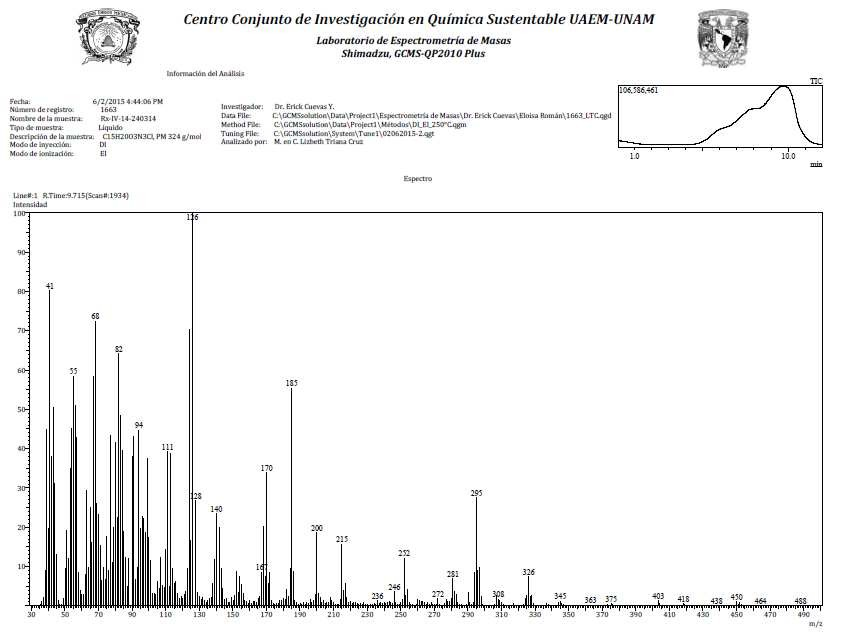 Centro Conjunto de Investigación en Química Sustentable UAEM-UNAM
Laboratorio de Espectrometría de Masas
Shimadzu, GCMS-QP2010 Plus
Información del Análisis
Fecha: 6/2/2015 4:44:06 PM
Número de registro: 1663
Nombre de la muestra: Rx-IV-14-240314
Tipo de muestra: Líquido
Descripción de la muestra: C15H20O3N3Cl, PM 324 g/mol
Modo de inyección: DI
Modo de ionización: EI
Investigador: Dr. Erick Cuevas Y.
Data File: C:\GCMSsolution\Data\Project1\Espectrometría de Masas\Dr. Erick Cuevas\Eloisa Román\1663_LTC.qgd
Method File: C:\GCMSsolution\Data\Project1\Métodos\DI_EI_250°C.qgm
Tuning File: C:\GCMSsolution\System\Tune1\02062015-2.qgt
Analizado por: M. en C. Lizbeth Triana Cruz
TIC
106,586,461
1.0 10.0
min
Espectro
Line#:1 R.Time:9.715(Scan#:1934)
Intensidad
100 90 80 70 60 50 40 30 20 10
41 55 68 82 94 111 126 128 140 167 170 185 200 215 236 246 252 272 281 295 308 326 345 363 375 403 418 438 450 464 488
30 50 70 90 110 130 150 170 190 210 230 250 270 290 310 330 350 370 390 410 430 450 470 490
m/z